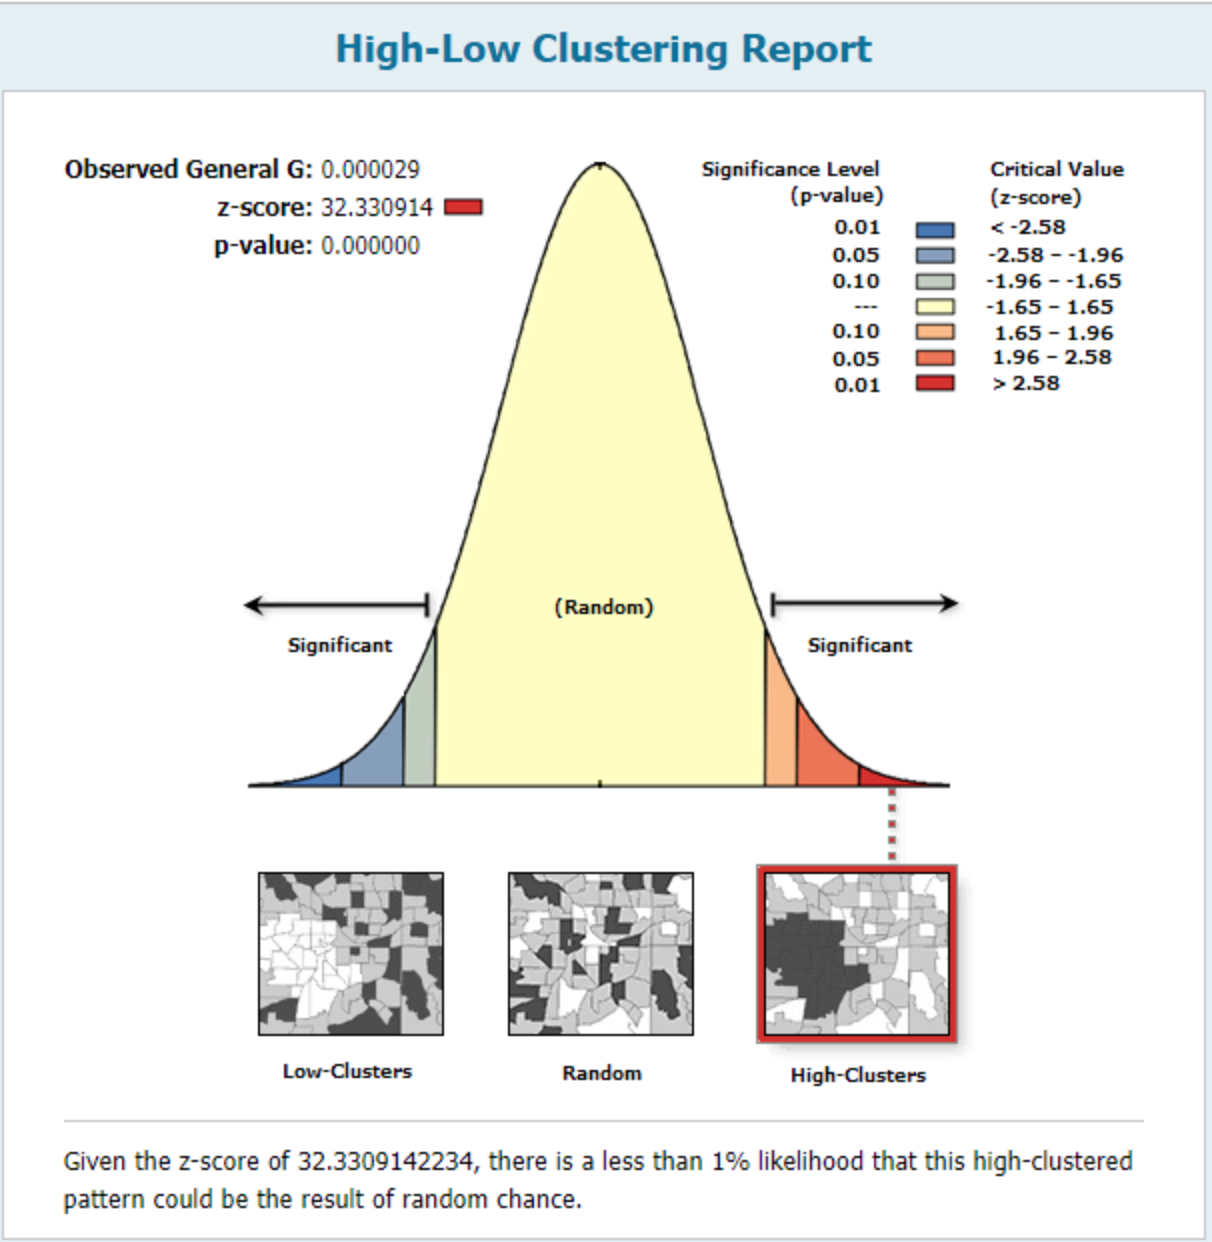 High-Low Clustering Report
Observed General G: 0.000029
z-score: 32.330914
p-value: 0.000000
Significance Level
(p-value)
Critical Value
(z-score)
0.01 < -2.58
0.05 -2.58 – -1.96
0.10 -1.96 – -1.65
--- -1.65 – 1.65
0.10 1.65 – 1.96
0.05 1.96 – 2.58
0.01 > 2.58
(Random)
Significant
Significant
Low-Clusters
Random
High-Clusters
Given the z-score of 32.3309142234, there is a less than 1% likelihood that this high-clustered
pattern could be the result of random chance.